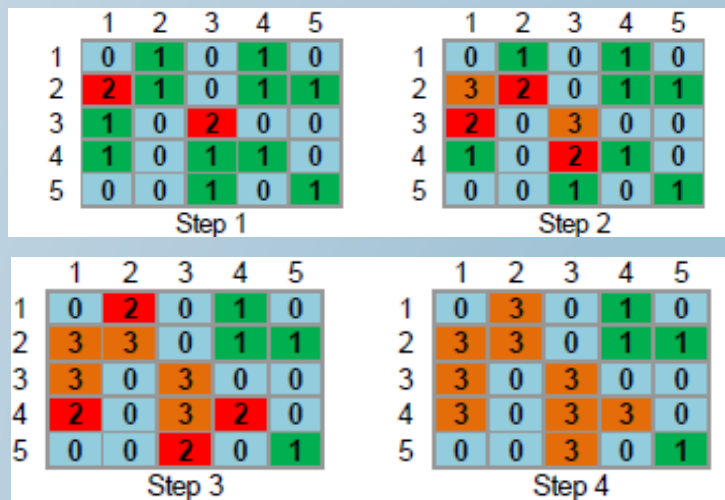 1 2 3 4 5
1 0 1 0 1 0
2 2 1 0 1 1
3 1 0 2 0 0
4 1 0 1 1 0
5 0 0 1 0 1
Step 1
1 2 3 4 5
1 0 1 0 1 0
2 3 2 0 1 1
3 2 0 3 0 0
4 1 0 2 1 0
5 0 0 1 0 1
Step 2
1 2 3 4 5
1 0 2 0 1 0
2 3 3 0 1 1
3 3 0 3 0 0
4 2 0 3 2 0
5 0 0 2 0 1
Step 3
1 2 3 4 5
1 0 3 0 1 0
2 3 3 0 1 1
3 3 0 3 0 0
4 3 0 3 3 0
5 0 0 3 0 1
Step 4